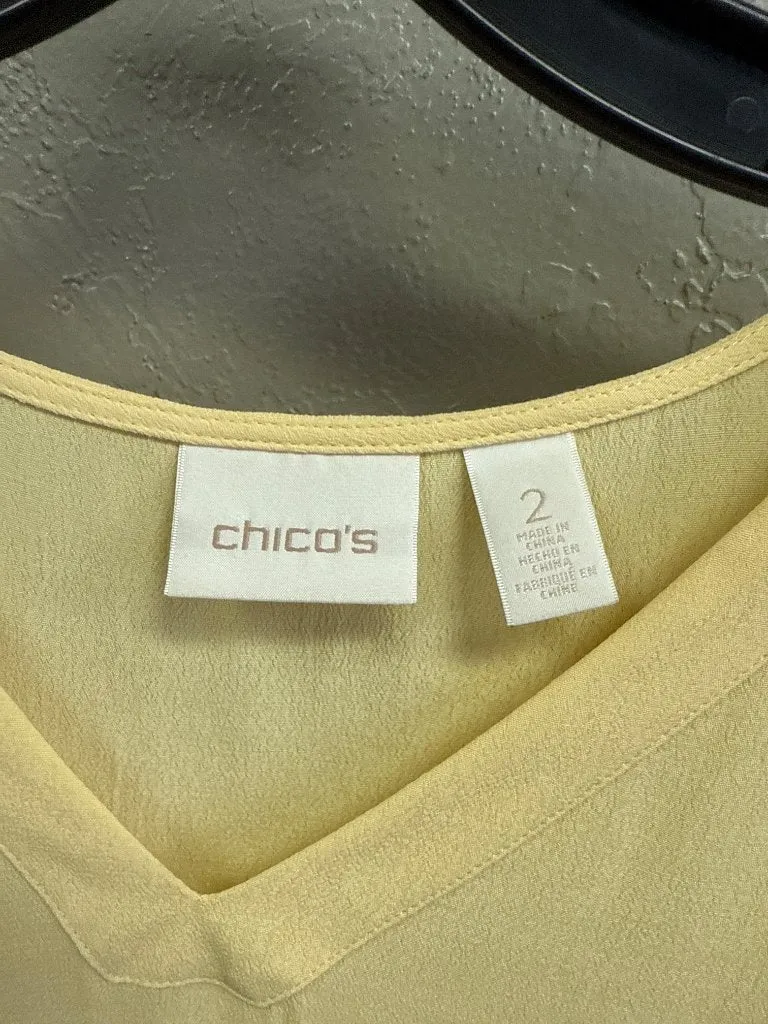 chico's
2
MADE IN
CHINA
HECHO EN
CHINA
FABRIQUÉ EN
CHINE